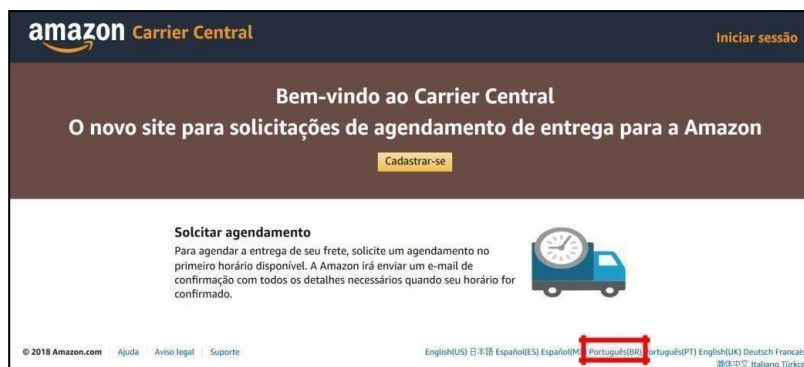 amazon Carrier Central
Iniciar sessão
Bem-vindo ao Carrier Central
O novo site para solicitações de agendamento de entrega para a Amazon
Cadastrar-se
Solcitar agendamento
Para agendar a entrega de seu frete, solicite um agendamento no
primeiro horário disponível. A Amazon irá enviar um e-mail de
confirmação com todos os detalhes necessários quando seu horário for
confirmado.
© 2018 Amazon.com Ajuda Aviso legal Suporte
English(US) 日本語 Español(ES) Português(BR) English(UK) Deutsch Français
简体中文 Italiano Türkçe